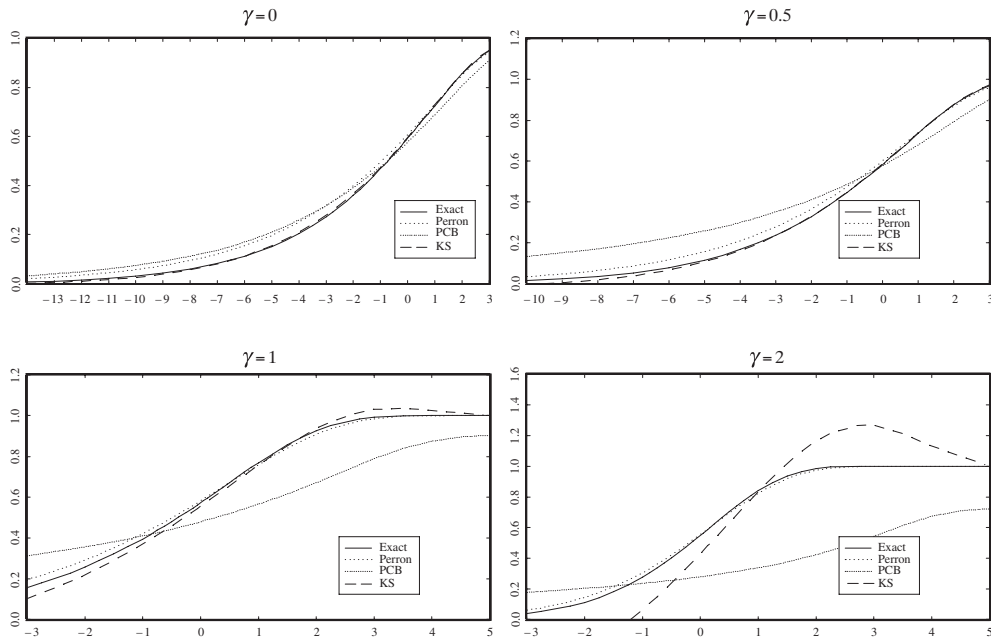 γ=0
1.0
0.8
0.6
0.4
0.2
0.0
Exact
Perron
PCB
KS
−13 −12 −11 −10 −9 −8 −7 −6 −5 −4 −3 −2 −1 0 1 2 3
γ=0.5
1.2
1.0
0.8
0.6
0.4
0.2
0.0
Exact
Perron
PCB
KS
−10 −9 −8 −7 −6 −5 −4 −3 −2 −1 0 1 2 3
γ=1
1.2
1.0
0.8
0.6
0.4
0.2
0.0
Exact
Perron
PCB
KS
−3 −2 −1 0 1 2 3 4 5
γ=2
1.6
1.4
1.2
1.0
0.8
0.6
0.4
0.2
0.0
Exact
Perron
PCB
KS
−3 −2 −1 0 1 2 3 4 5